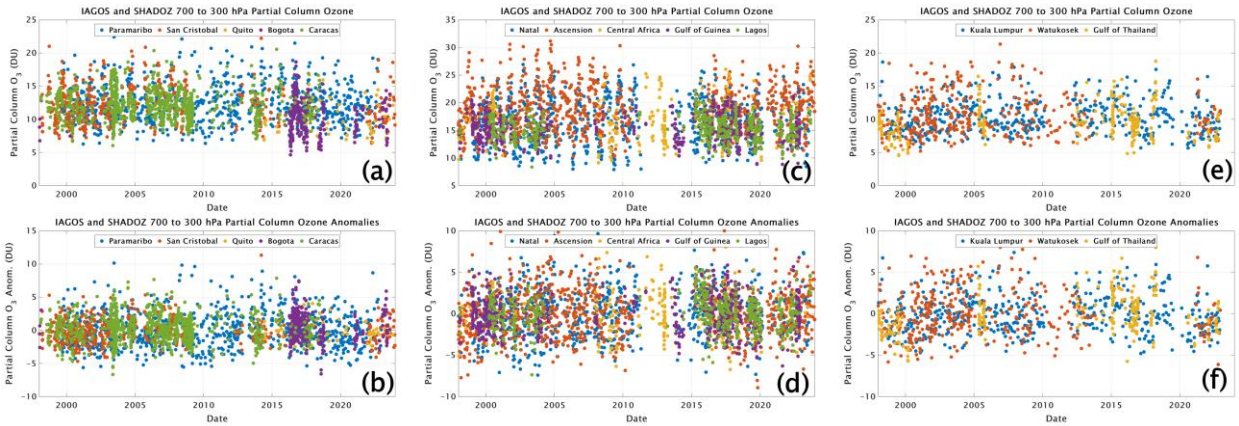 IAGOS and SHADOZ 700 to 300 hPa Partial Column Ozone
Paramaribo San Cristobal Quito Bogota Caracas
Partial Column O3 (DU)
25
20
15
10
5
0
(a)
2000 2005 2010 2015 2020
Date
IAGOS and SHADOZ 700 to 300 hPa Partial Column Ozone Anomalies
Paramaribo San Cristobal Quito Bogota Caracas
Partial Column O3 Anom. (DU)
15
10
5
0
−5
−10
(b)
2000 2005 2010 2015 2020
Date
IAGOS and SHADOZ 700 to 300 hPa Partial Column Ozone
Natal Ascension Central Africa Gulf of Guinea Lagos
Partial Column O3 (DU)
35
30
25
20
15
10
5
(c)
2000 2005 2010 2015 2020
Date
IAGOS and SHADOZ 700 to 300 hPa Partial Column Ozone Anomalies
Natal Ascension Central Africa Gulf of Guinea Lagos
Partial Column O3 Anom. (DU)
10
5
0
−5
−10
(d)
2000 2005 2010 2015 2020
Date
IAGOS and SHADOZ 700 to 300 hPa Partial Column Ozone
Kuala Lumpur Watukosek Gulf of Thailand
Partial Column O3 (DU)
25
20
15
10
5
0
(e)
2000 2005 2010 2015 2020
Date
IAGOS and SHADOZ 700 to 300 hPa Partial Column Ozone Anomalies
Kuala Lumpur Watukosek Gulf of Thailand
Partial Column O3 Anom. (DU)
10
5
0
−5
−10
(f)
2000 2005 2010 2015 2020
Date